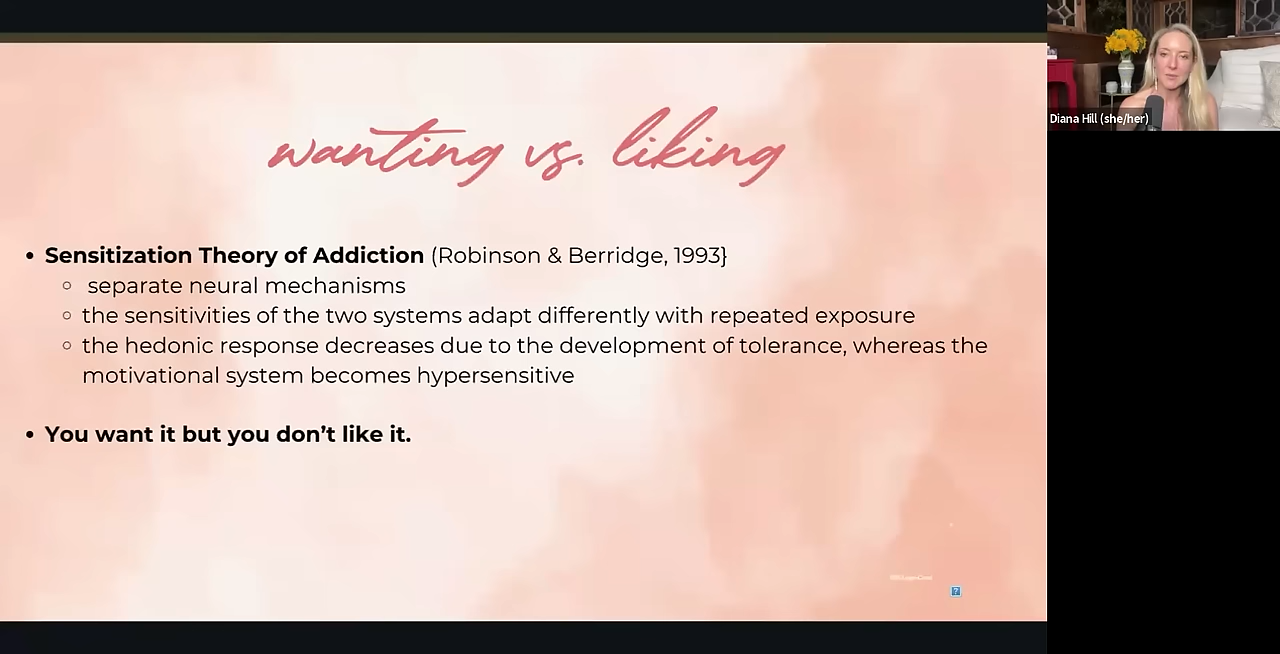 wanting vs. liking
Diana Hill (she/her)
• Sensitization Theory of Addiction (Robinson & Berridge, 1993}
○ separate neural mechanisms
○ the sensitivities of the two systems adapt differently with repeated exposure
○ the hedonic response decreases due to the development of tolerance, whereas the
motivational system becomes hypersensitive
• You want it but you don’t like it.
?